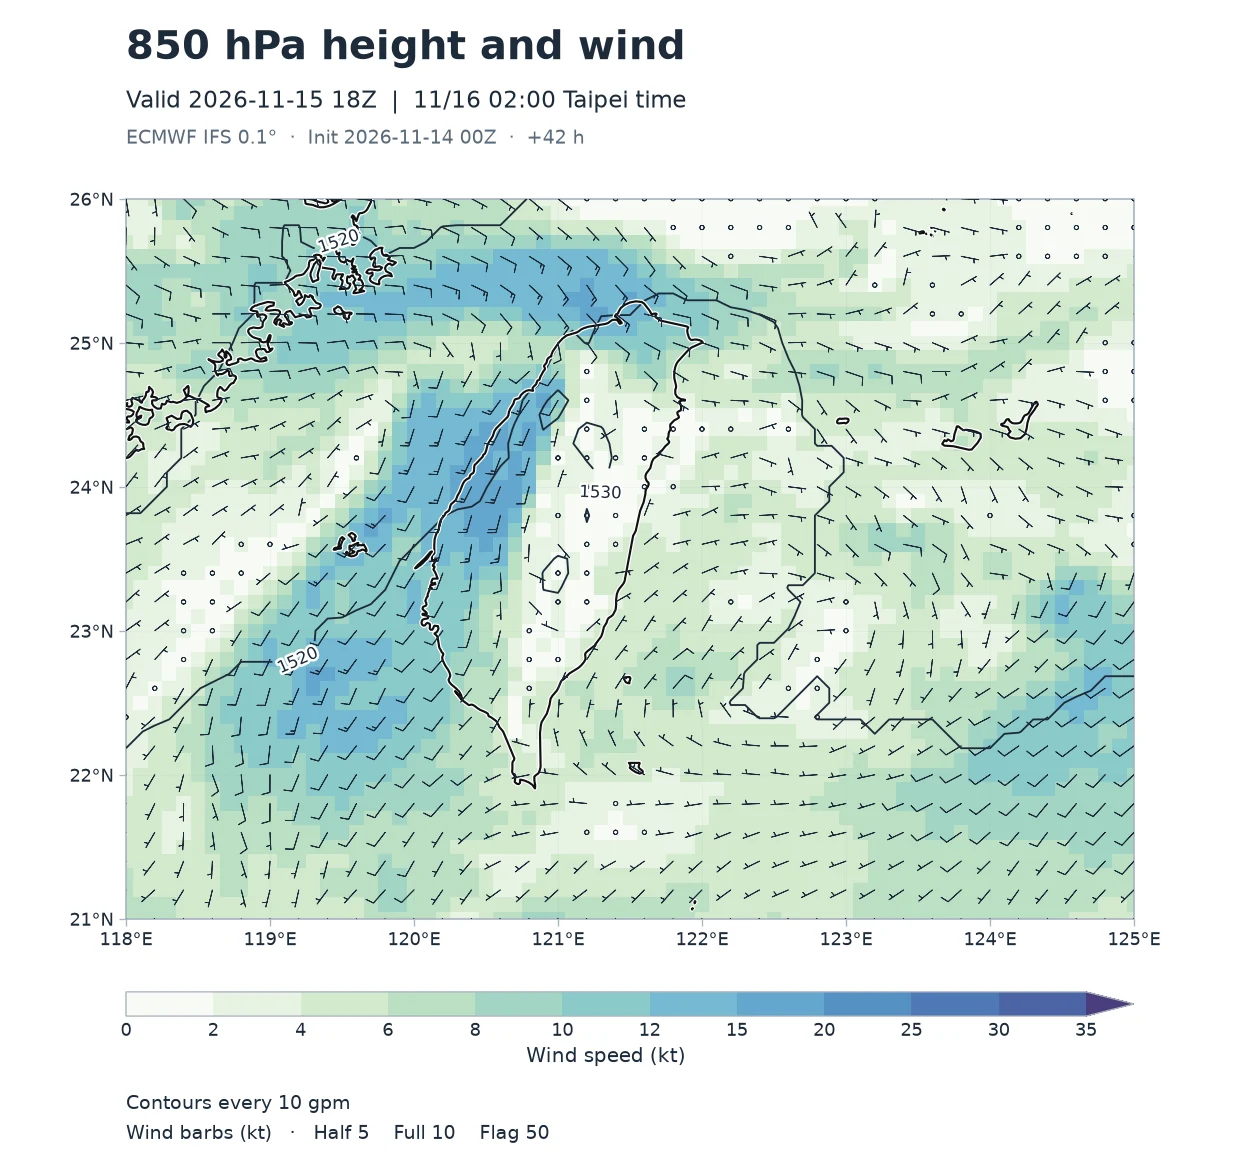 850 hPa height and wind
Valid 2026-11-15 18Z | 11/16 02:00 Taipei time
ECMWF IFS 0.1° · Init 2026-11-14 00Z · +42 h
26°N
25°N
24°N
23°N
22°N
21°N
1520
1530
1520
118°E 119°E 120°E 121°E 122°E 123°E 124°E 125°E
0 2 4 6 8 10 12 15 20 25 30 35
Wind speed (kt)
Contours every 10 gpm
Wind barbs (kt) · Half 5 Full 10 Flag 50